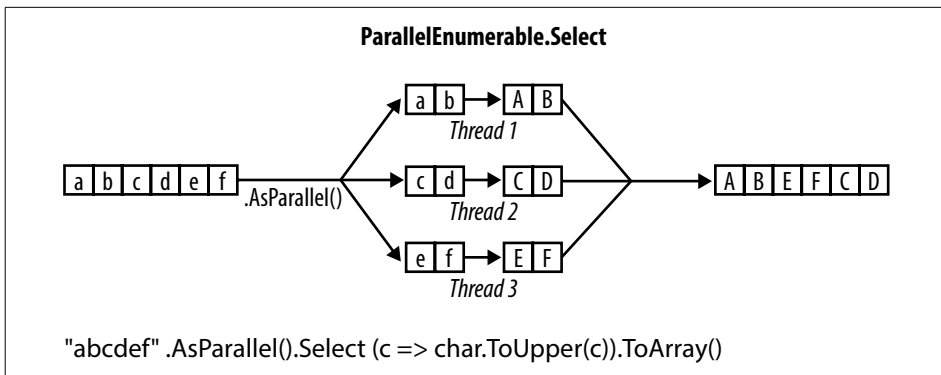 ParallelEnumerable.Select
a b A B
Thread 1
a b c d e f .AsParallel() c d C D A B E F C D
Thread 2
e f E F
Thread 3
"abcdef" .AsParallel().Select (c => char.ToUpper(c)).ToArray()